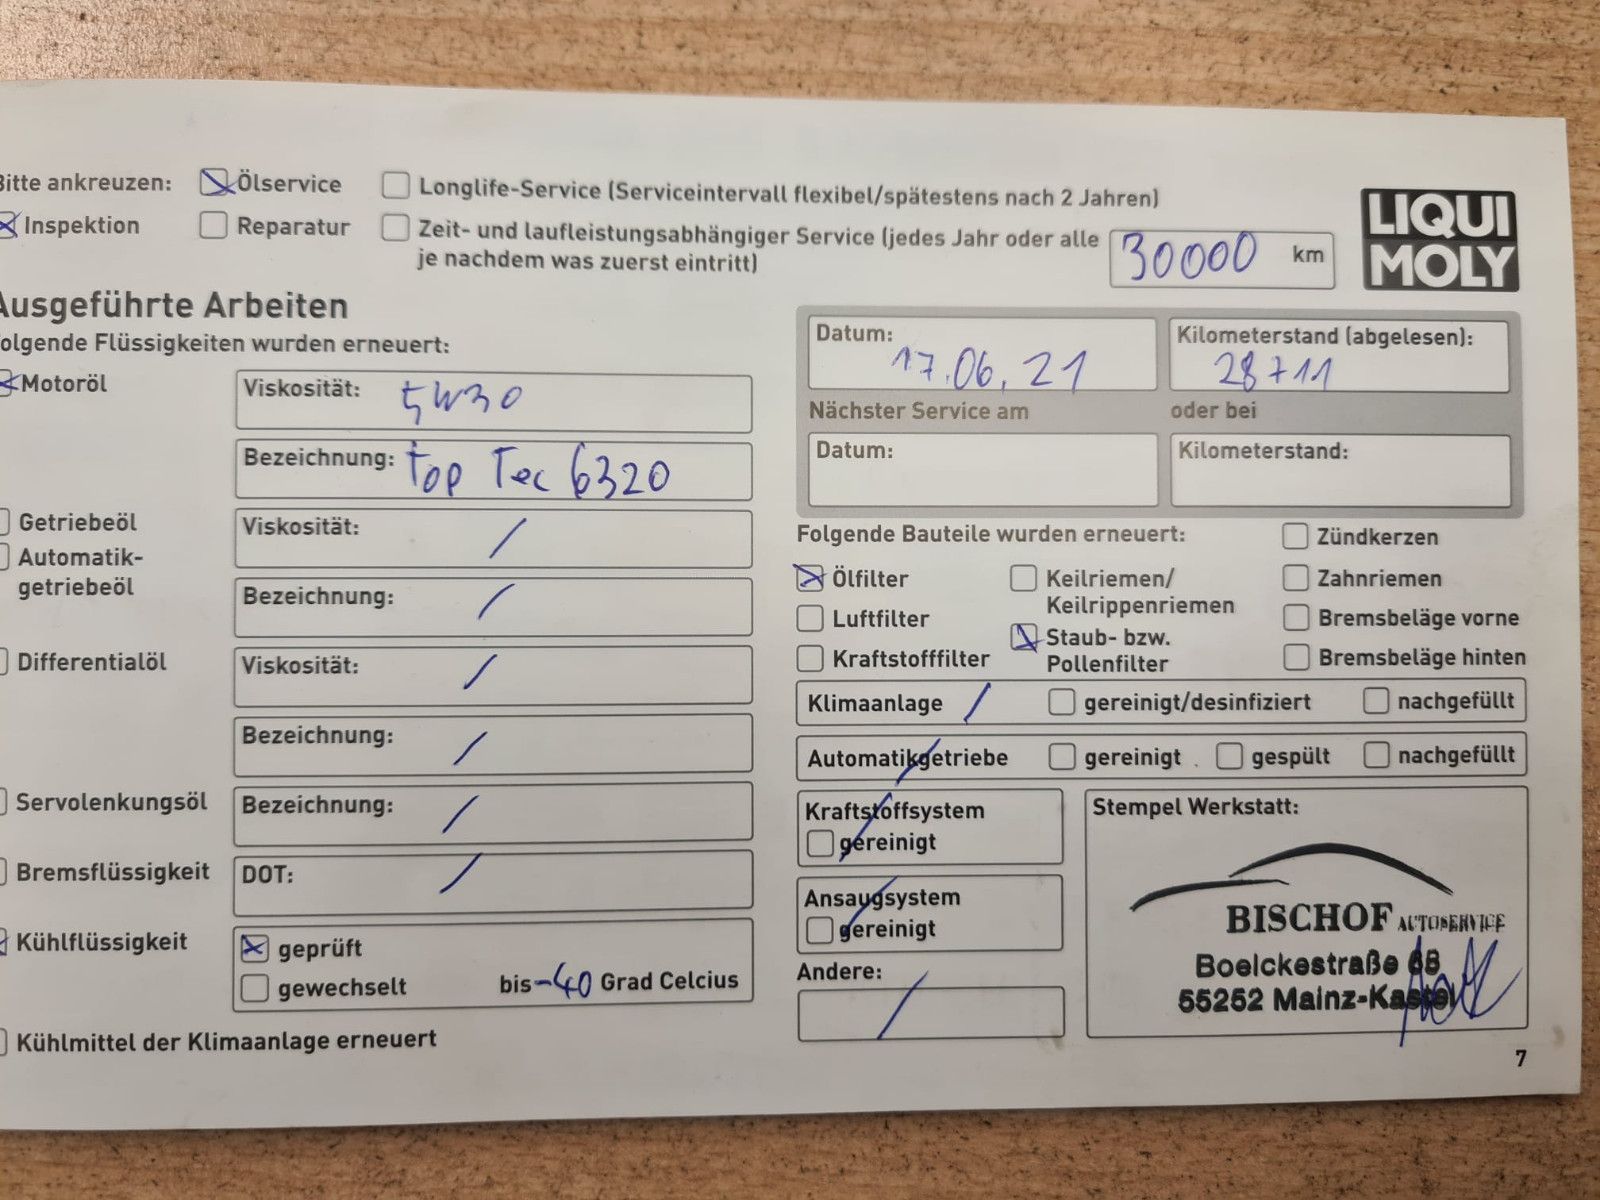 Bitte ankreuzen: Ölservice Longlife-Service (Serviceintervall flexibel/spätestens nach 2 Jahren)
Inspektion Reparatur Zeit- und laufleistungsabhängiger Service (jedes Jahr oder alle 30000 km
je nachdem was zuerst eintritt)
LIQUI
MOLY
Ausgeführte Arbeiten
Folgende Flüssigkeiten wurden erneuert:
Motoröl Viskosität: 5W30
Bezeichnung: Top Tec 6320
Getriebeöl Viskosität: /
Automatik-
getriebeöl Bezeichnung: /
Differentialöl Viskosität: /
Bezeichnung: /
Servolenkungsöl Bezeichnung: /
Bremsflüssigkeit DOT: /
Kühlflüssigkeit geprüft
gewechselt bis -40 Grad Celcius
Kühlmittel der Klimaanlage erneuert
Datum: 17.06.21 Kilometerstand (abgelesen): 28711
Nächster Service am oder bei
Datum: Kilometerstand:
Folgende Bauteile wurden erneuert: Zündkerzen
Ölfilter Keilriemen/ Zahnriemen
Keilrippenriemen
Luftfilter Staub- bzw. Bremsbeläge vorne
Kraftstofffilter Pollenfilter Bremsbeläge hinten
Klimaanlage / gereinigt/desinfiziert nachgefüllt
Automatikgetriebe / gereinigt gespült nachgefüllt
Kraftstoffsystem /
gereinigt
Ansaugsystem /
gereinigt
Andere:
/
Stempel Werkstatt:
BISCHOF AUTOSERVICE
Boelckestraße 68
55252 Mainz-Kastel
7